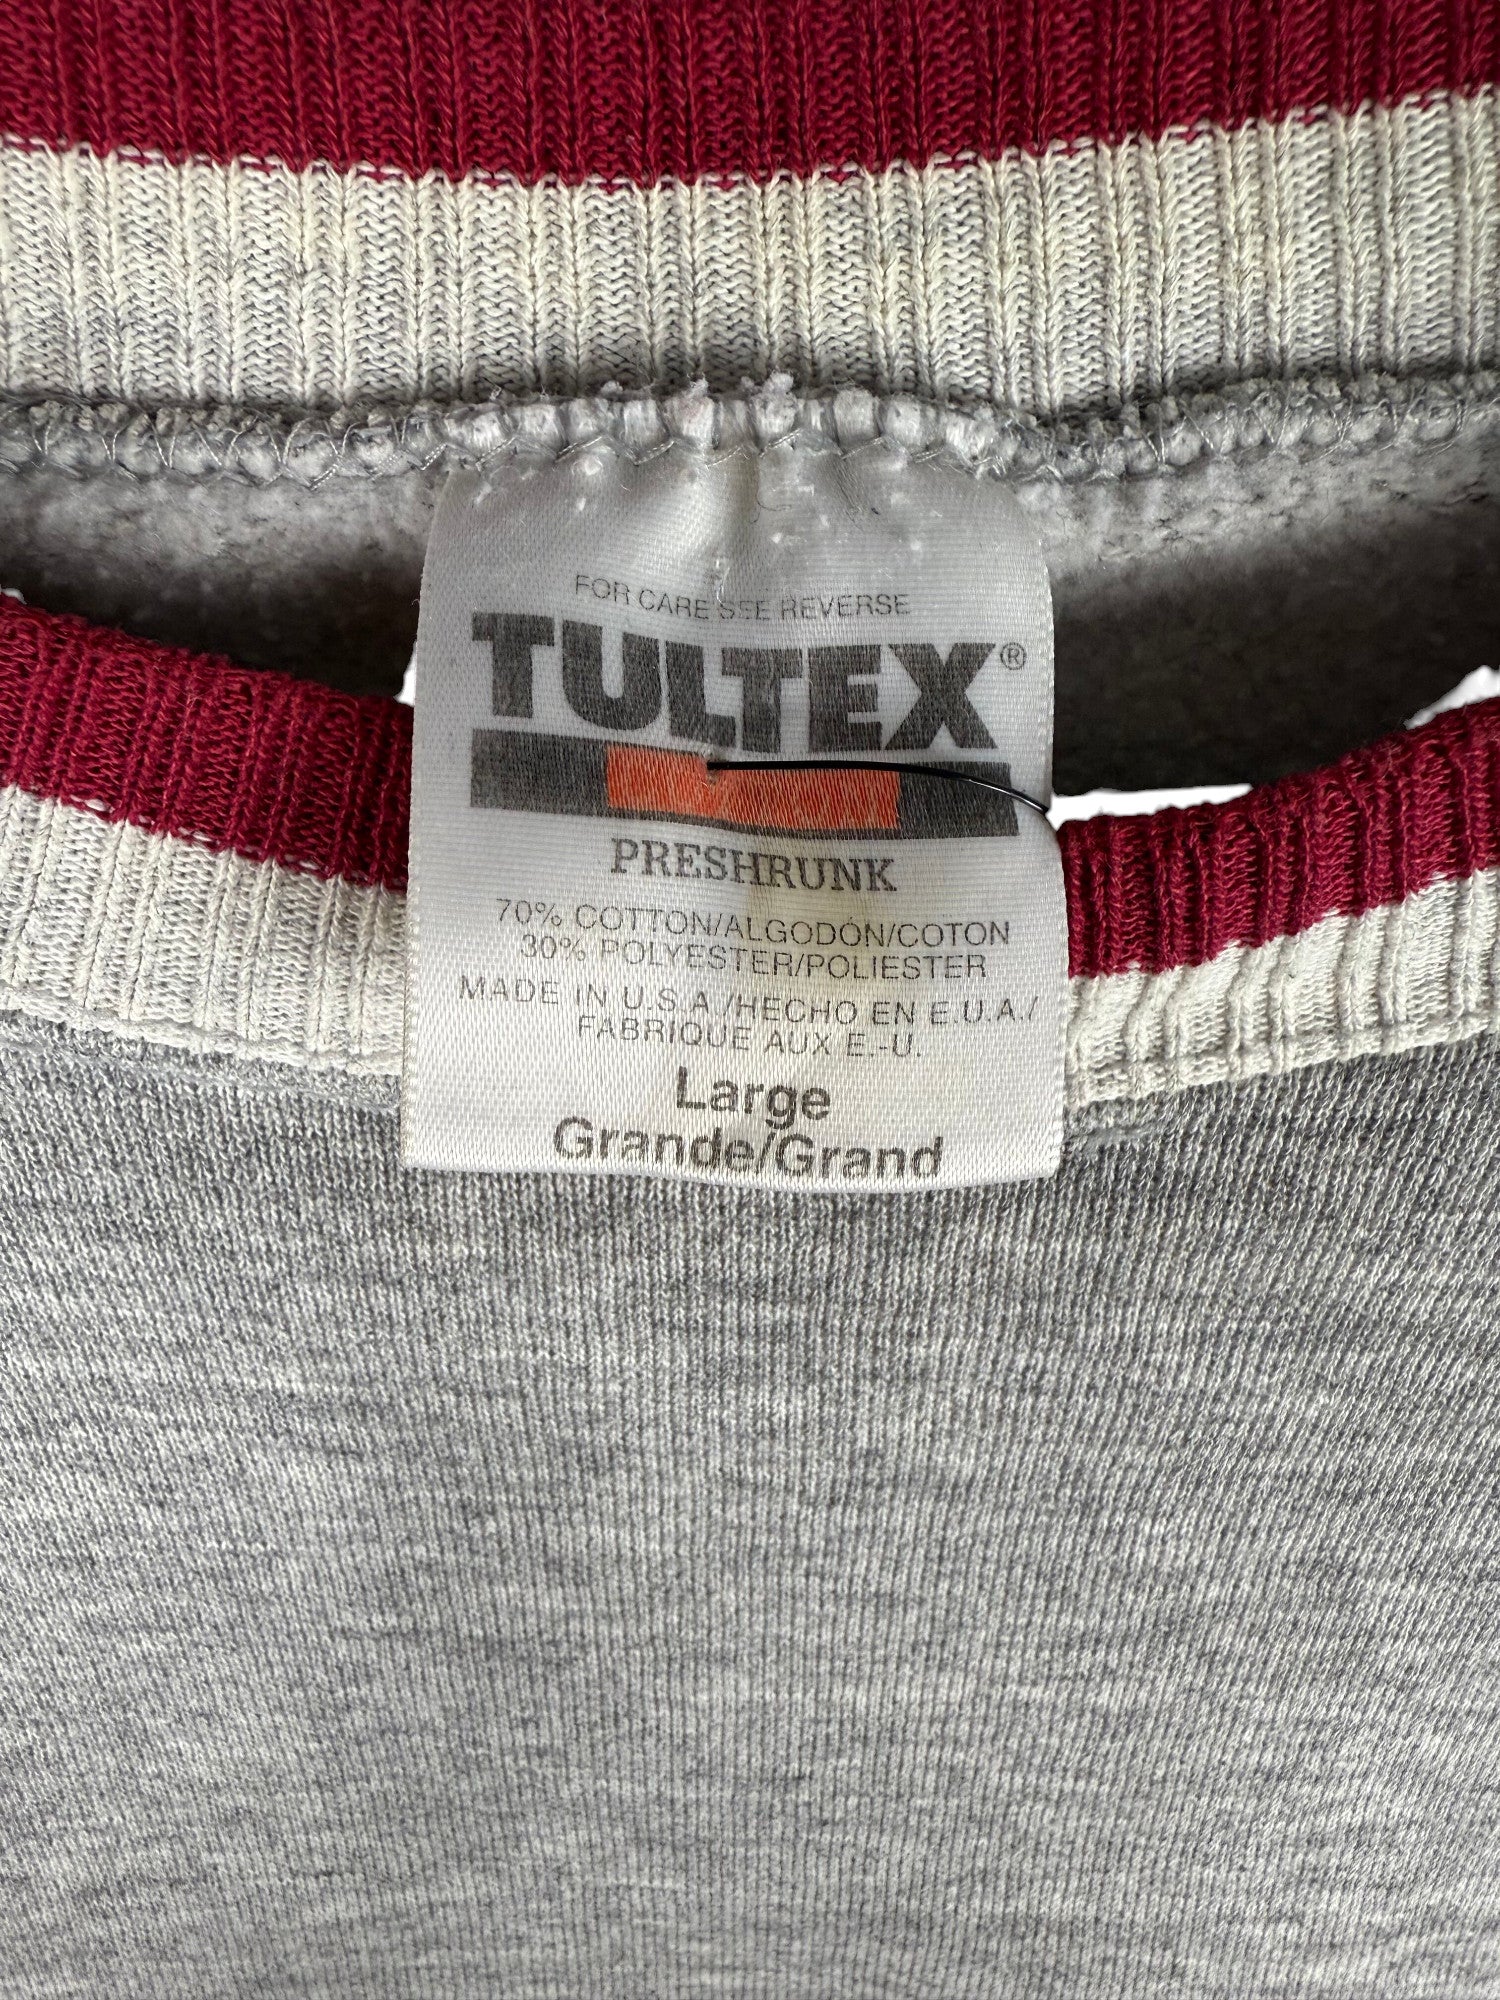 FOR CARE SEE REVERSE
TULTEX®
PRESHRUNK
70% COTTON/ALGODÓN/COTON
30% POLYESTER/POLIESTER
MADE IN U.S.A./HECHO EN E.U.A./
FABRIQUE AUX E.-U.
Large
Grande/Grand